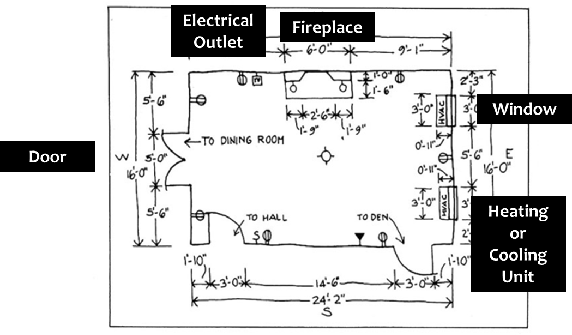 Electrical
Outlet
Fireplace
6'-0"
9'-1"
5'-6"
1'-0"
1'-6"
2'-3"
HVAC
3'-0"
Window
2'-6"
1'-9"
1'-9"
0'-11"
TO DINING ROOM
Door
W
16'-0"
5'-0"
5'-6"
E
16'-0"
0'-11"
5'-6"
3'-0"
HVAC
Heating
or
Cooling
Unit
TO HALL
TO DEN
S
1'-10"
3'-0"
14'-6"
3'-0"
1'-10"
24'-2"
S